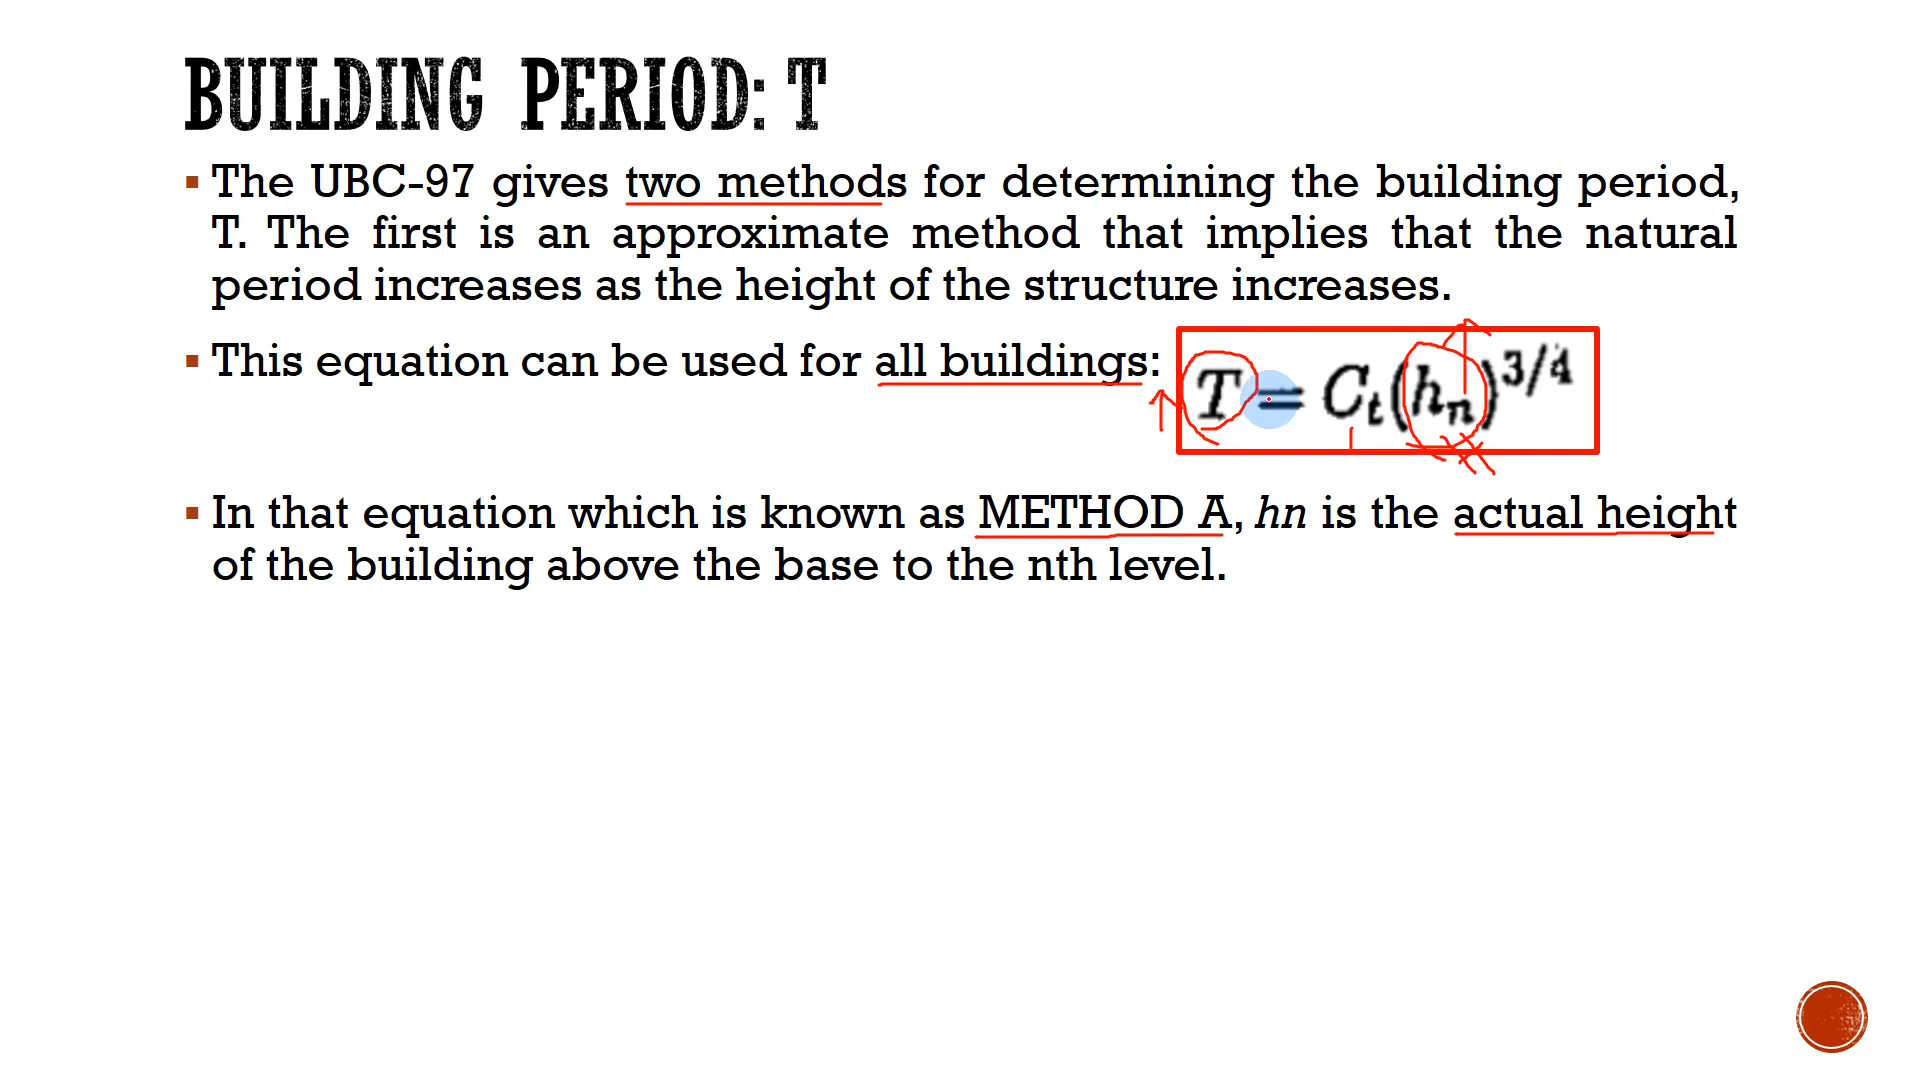 BUILDING PERIOD: T
▪ The UBC-97 gives two methods for determining the building period,
T. The first is an approximate method that implies that the natural
period increases as the height of the structure increases.
▪ This equation can be used for all buildings: T = Cₜ(hₙ)^3/4
▪ In that equation which is known as METHOD A, hn is the actual height
of the building above the base to the nth level.